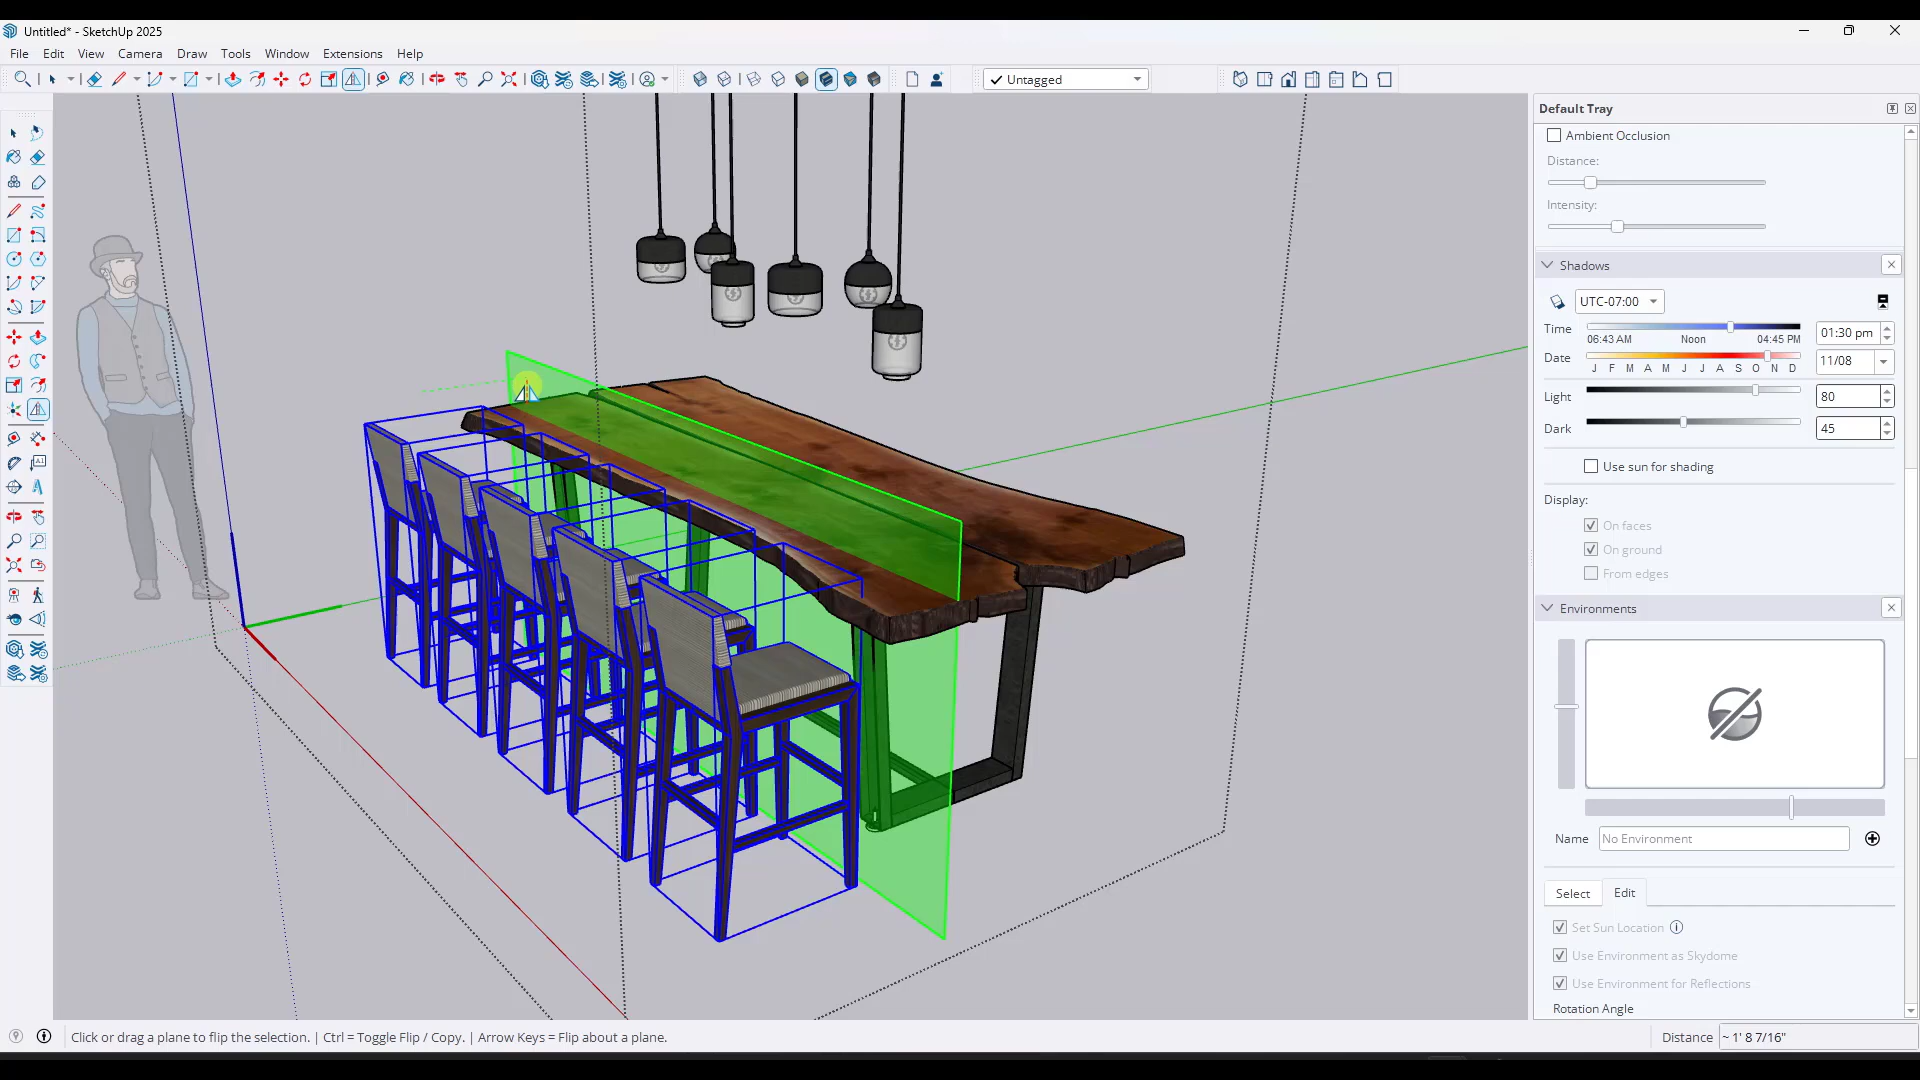 Untitled* - SketchUp 2025
File Edit View Camera Draw Tools Window Extensions Help
Untagged
Default Tray
Ambient Occlusion
Distance:
Intensity:
Shadows
UTC-07:00
Time
06:43 AM Noon 04:45 PM
01:30 pm
Date
J F M A M J J A S O N D
11/08
Light 80
Dark 45
Use sun for shading
Display:
On faces
On ground
From edges
Environments
Name No Environment
Select Edit
Set Sun Location
Use Environment as Skydome
Use Environment for Reflections
Rotation Angle
Click or drag a plane to flip the selection. | Ctrl = Toggle Flip / Copy. | Arrow Keys = Flip about a plane.
Distance ~ 1' 8 7/16"